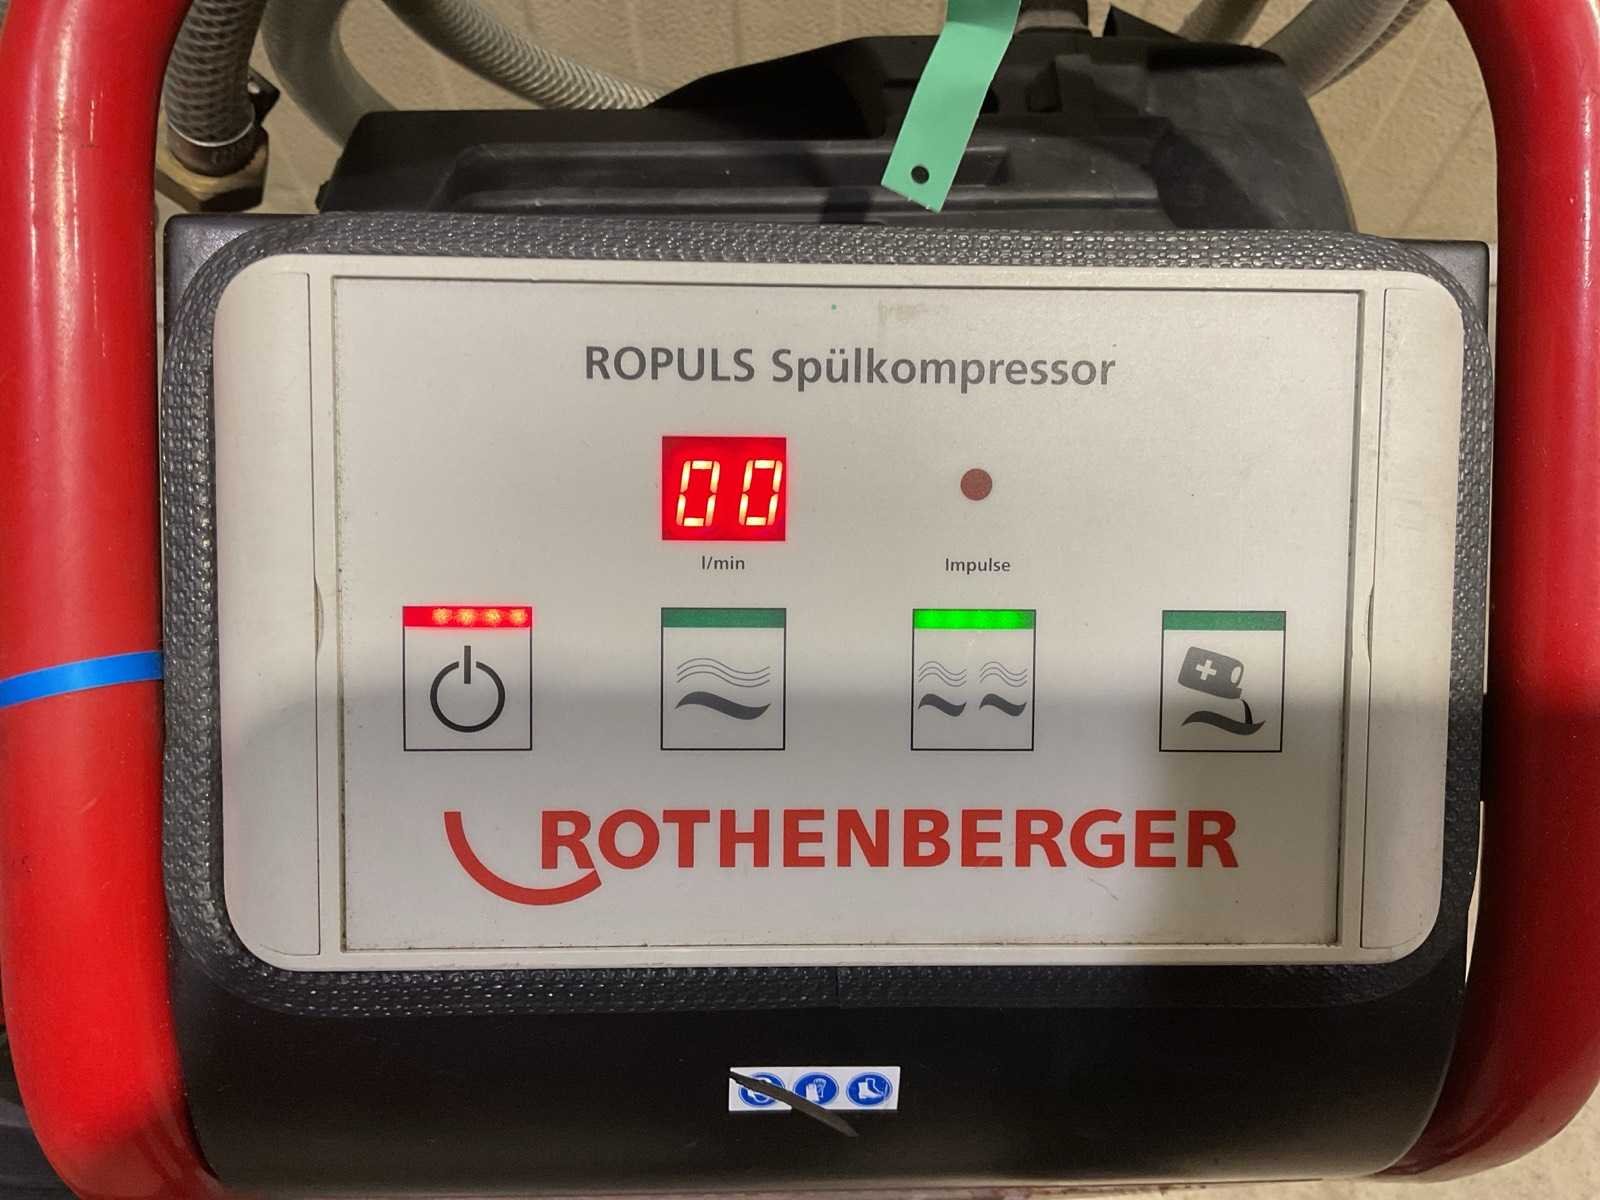 ROPULS Spülkompressor
00
l/min
Impulse
ROTHENBERGER